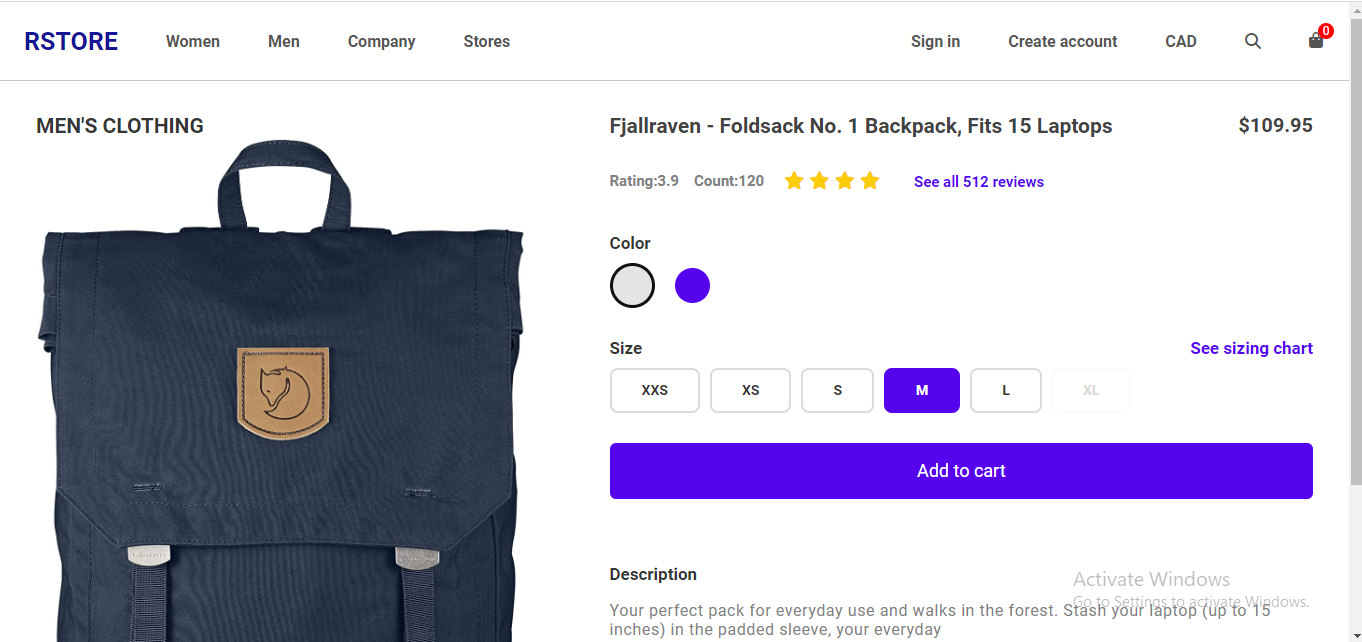 RSTORE Women Men Company Stores Sign in Create account CAD 0
MEN'S CLOTHING
Fjallraven - Foldsack No. 1 Backpack, Fits 15 Laptops $109.95
Rating:3.9 Count:120 See all 512 reviews
Color
Size See sizing chart
XXS XS S M L XL
Add to cart
Description
Your perfect pack for everyday use and walks in the forest. Stash your laptop (up to 15
inches) in the padded sleeve, your everyday
Activate Windows
Go to Settings to activate Windows.